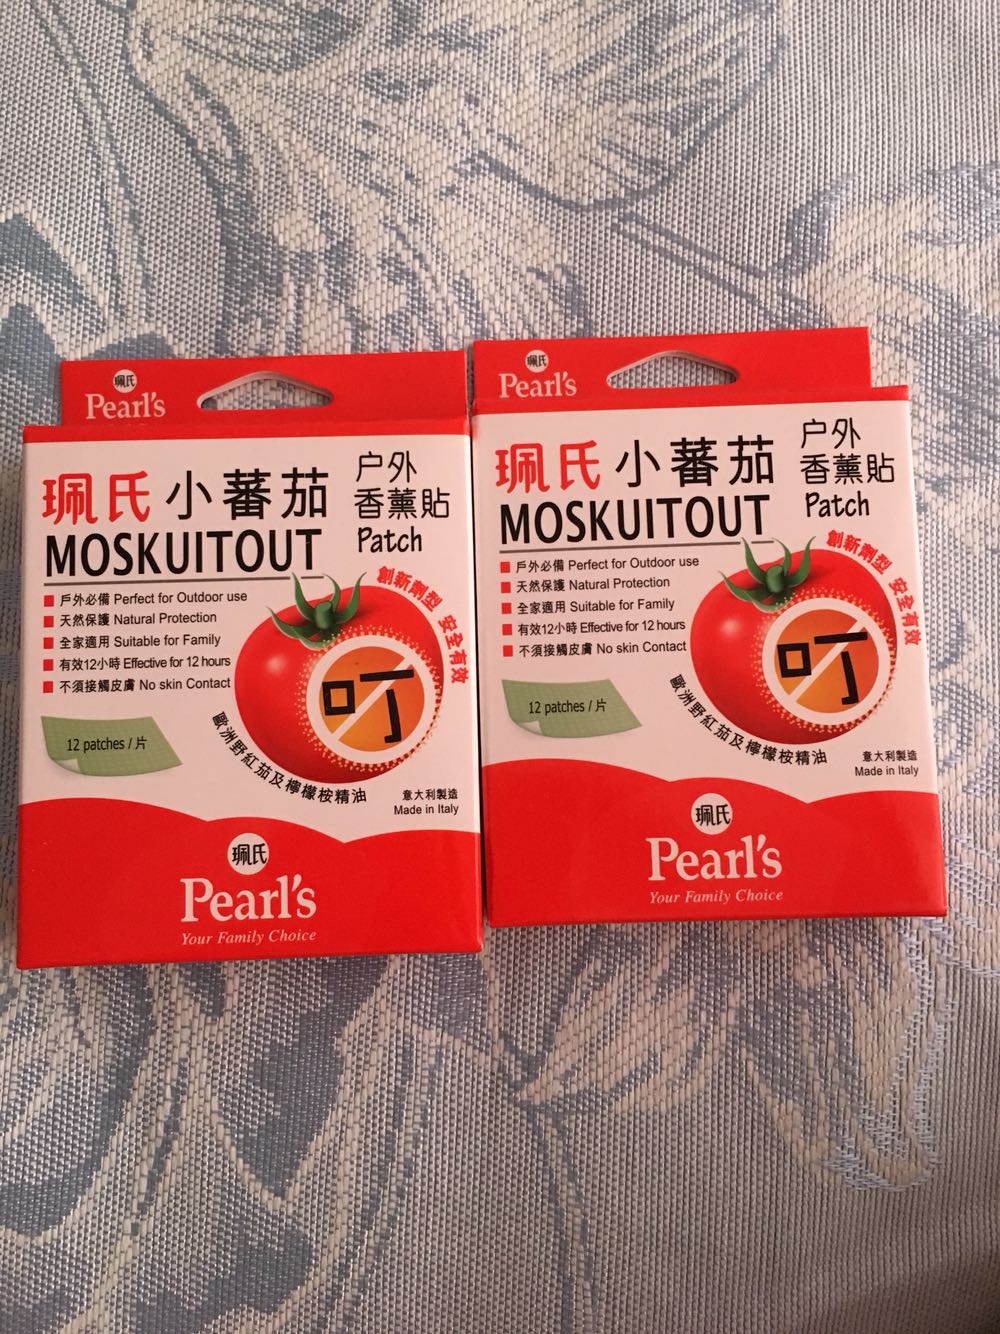 珮氏
Pearl's
珮氏小蕃茄
MOSKUITOUT
户外
香薰貼
Patch
戶外必備 Perfect for Outdoor use
天然保護 Natural Protection
全家適用 Suitable for Family
有效12小時 Effective for 12 hours
不須接觸皮膚 No skin Contact
創新劑型 安全有效
叮
12 patches / 片
歐洲野紅茄及檸檬桉精油
意大利製造
Made in Italy
珮氏
Pearl's
Your Family Choice
珮氏
Pearl's
珮氏小蕃茄
MOSKUITOUT
户外
香薰貼
Patch
戶外必備 Perfect for Outdoor use
天然保護 Natural Protection
全家適用 Suitable for Family
有效12小時 Effective for 12 hours
不須接觸皮膚 No skin Contact
創新劑型 安全有效
叮
12 patches / 片
歐洲野紅茄及檸檬桉精油
意大利製造
Made in Italy
珮氏
Pearl's
Your Family Choice